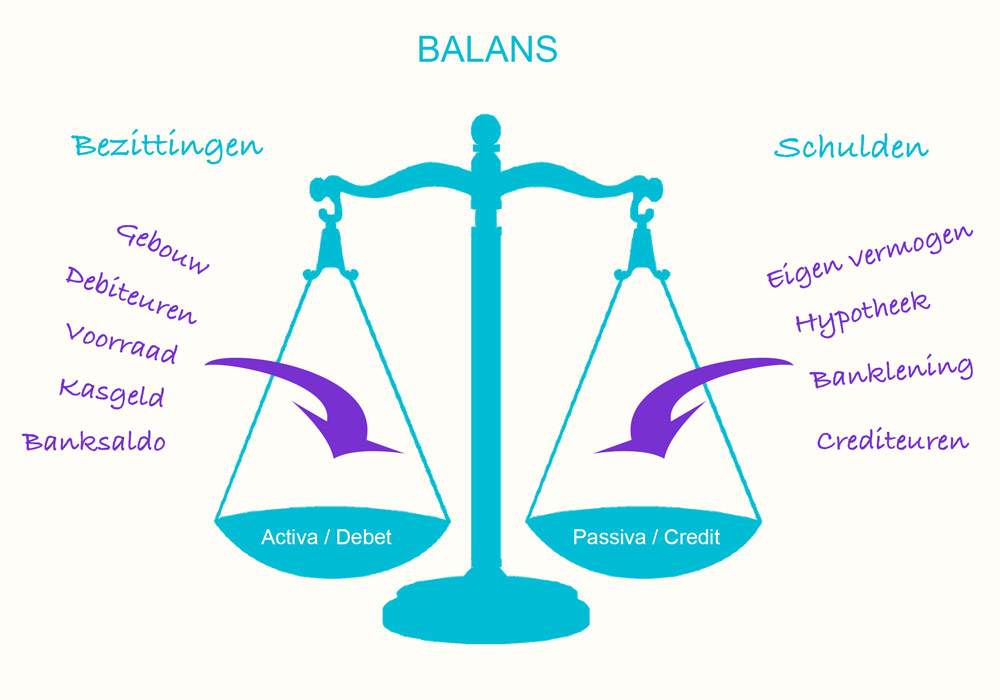 BALANS
Bezittingen
Gebouw
Debiteuren
Voorraad
Kasgeld
Banksaldo
Activa / Debet
Schulden
Eigen vermogen
Hypotheek
Banklening
Crediteuren
Passiva / Credit